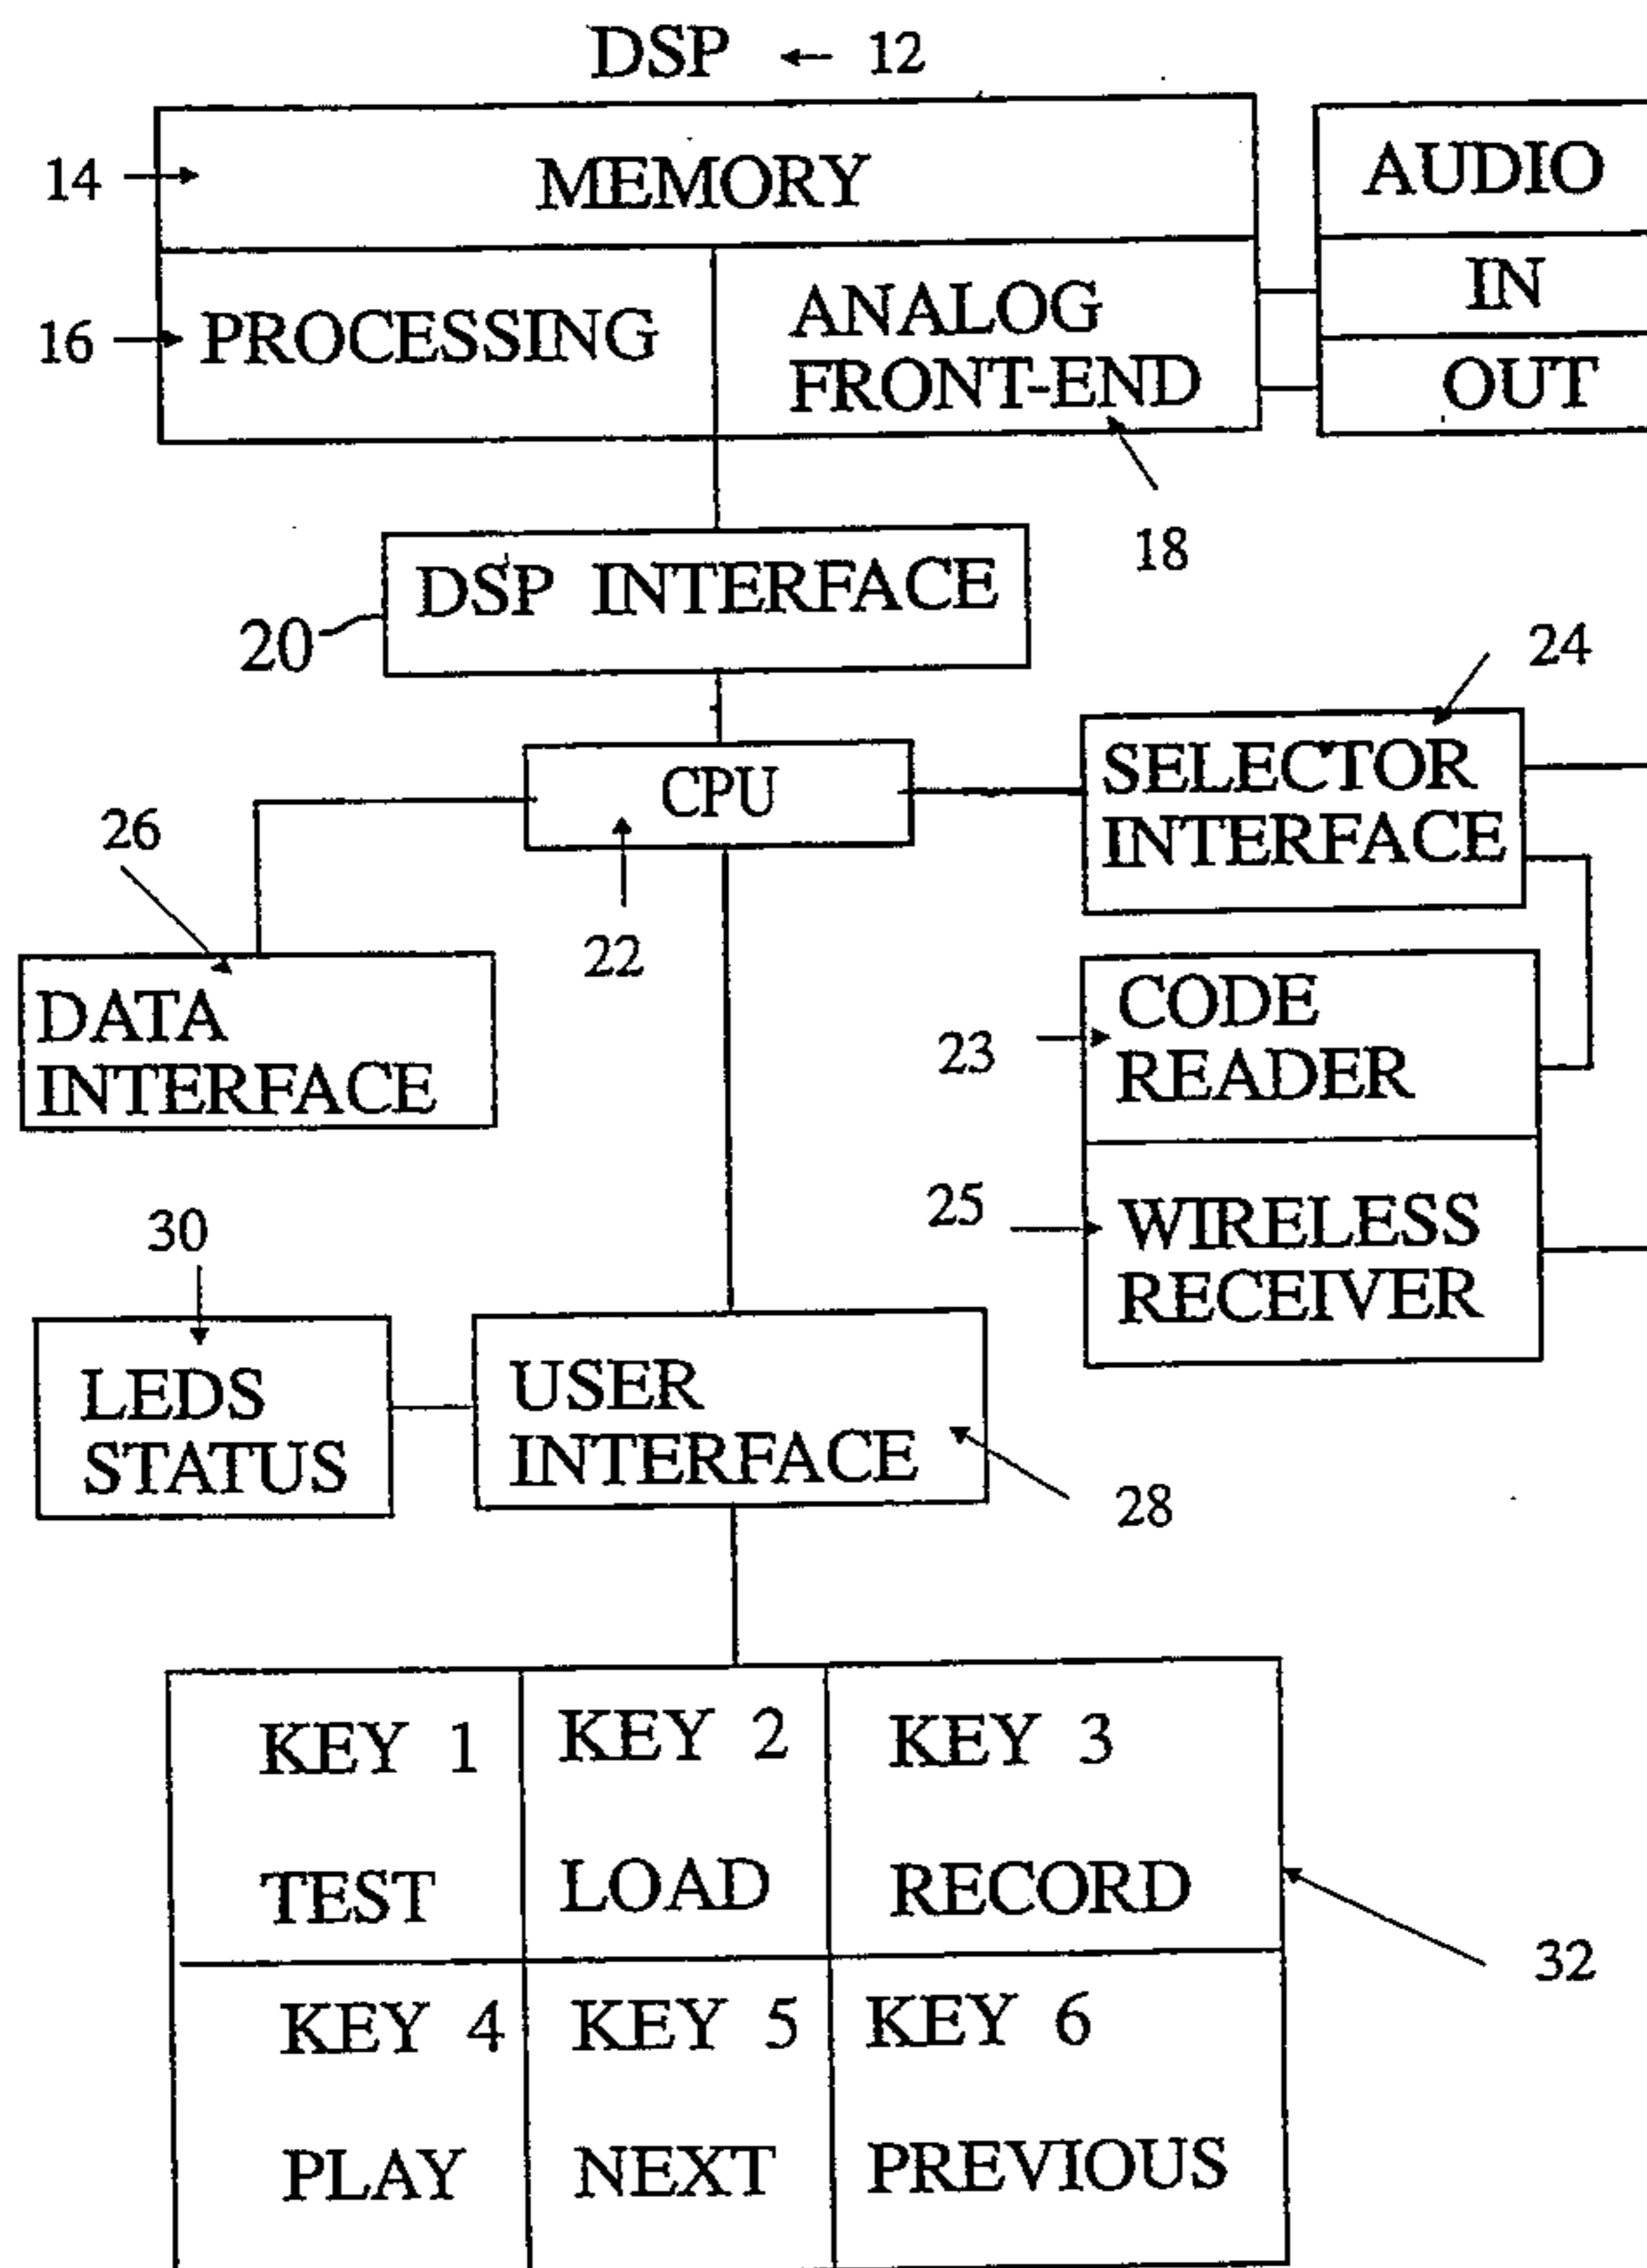 DSP 12
14 MEMORY
AUDIO
IN
OUT
16 PROCESSING
ANALOG
FRONT-END
18
DSP INTERFACE
20
24
SELECTOR
INTERFACE
CPU
22
26
DATA
INTERFACE
23
CODE
READER
25
WIRELESS
RECEIVER
30
LEDS
STATUS
USER
INTERFACE
28
KEY 1
TEST
KEY 2
LOAD
KEY 3
RECORD
32
KEY 4
PLAY
KEY 5
NEXT
KEY 6
PREVIOUS